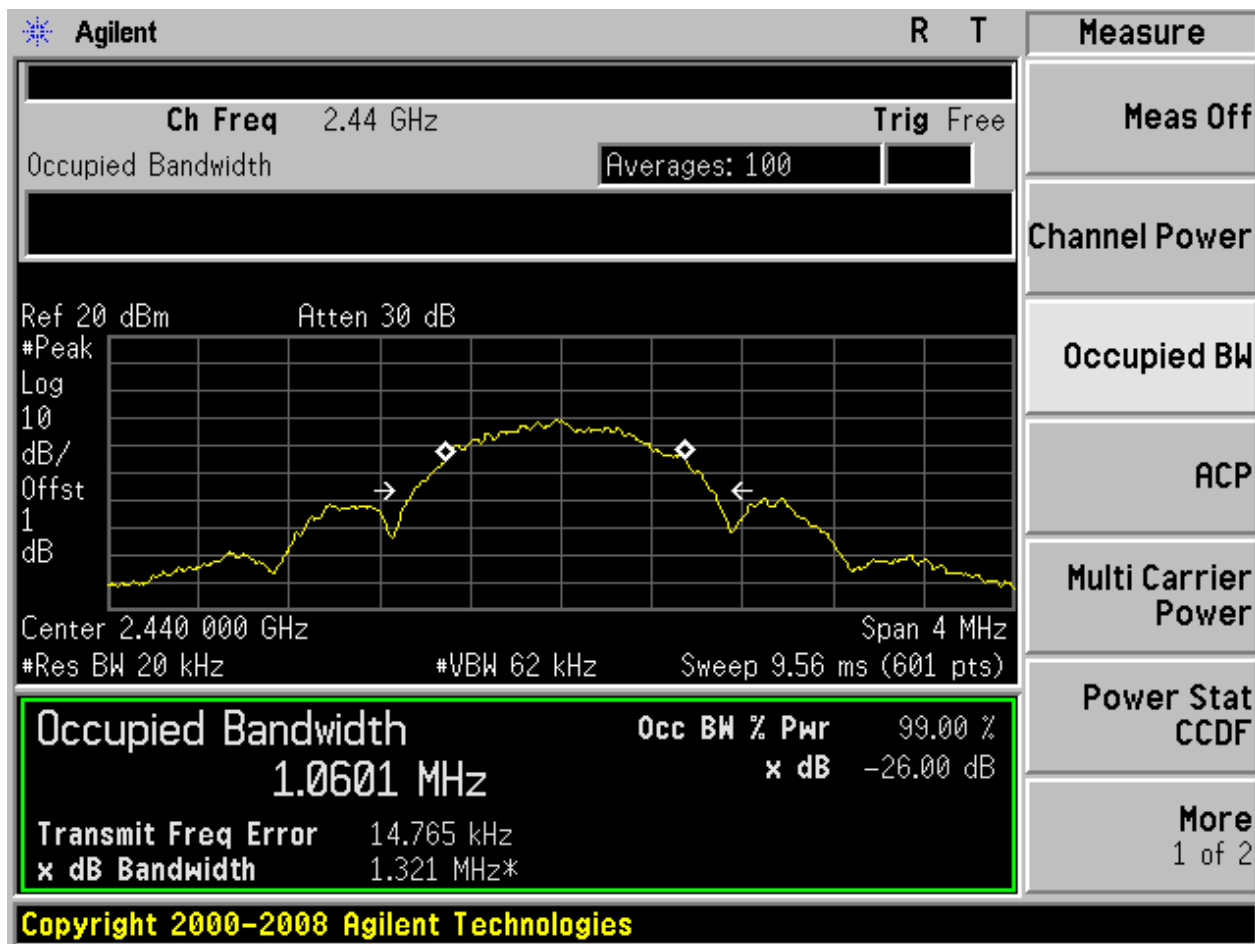 Agilent R T Measure
Ch Freq 2.44 GHz Trig Free
Occupied Bandwidth Averages: 100
Ref 20 dBm Atten 30 dB
#Peak
Log
10
dB/
Offst
1
dB
Center 2.440 000 GHz Span 4 MHz
#Res BW 20 kHz #VBW 62 kHz Sweep 9.56 ms (601 pts)
Occupied Bandwidth Occ BW % Pwr 99.00 %
1.0601 MHz x dB -26.00 dB
Transmit Freq Error 14.765 kHz
x dB Bandwidth 1.321 MHz*
Meas Off
Channel Power
Occupied BW
ACP
Multi Carrier
Power
Power Stat
CCDF
More
1 of 2
Copyright 2000-2008 Agilent Technologies